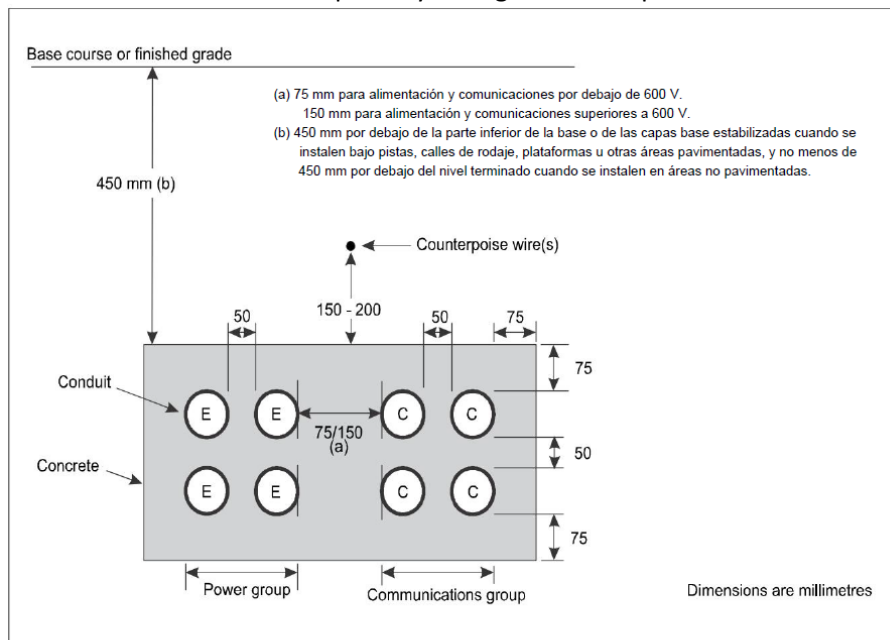 Base course or finished grade
(a) 75 mm para alimentación y comunicaciones por debajo de 600 V.
150 mm para alimentación y comunicaciones superiores a 600 V.
(b) 450 mm por debajo de la parte inferior de la base o de las capas base estabilizadas cuando se
instalen bajo pistas, calles de rodaje, plataformas u otras áreas pavimentadas, y no menos de
450 mm por debajo del nivel terminado cuando se instalen en áreas no pavimentadas.
450 mm (b)
Counterpoise wire(s)
150 - 200
50
50
75
75
Conduit
E
E
75/150
(a)
C
C
50
Concrete
E
E
C
C
75
Power group
Communications group
Dimensions are millimetres